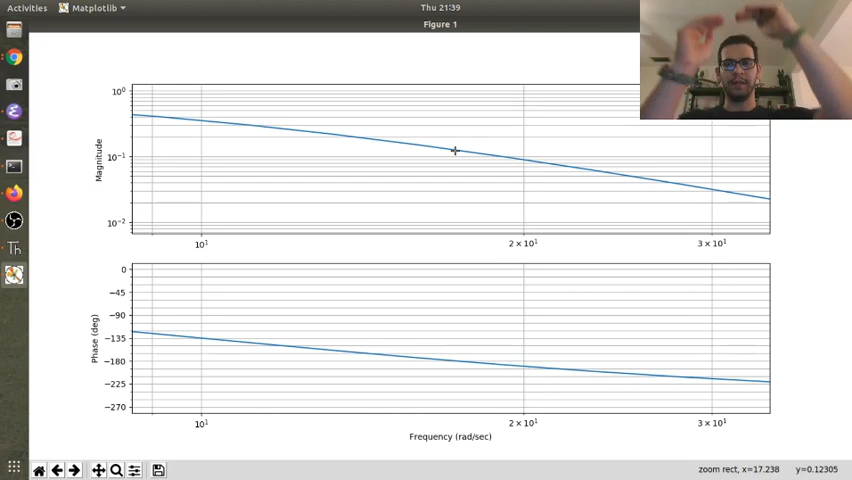 Activities Matplotlib Thu 21:39
Figure 1
10⁰
10⁻¹
10⁻²
Magnitude
10¹ 2 × 10¹ 3 × 10¹
0
−45
−90
−135
−180
−225
−270
Phase (deg)
10¹ 2 × 10¹ 3 × 10¹
Frequency (rad/sec)
zoom rect, x=17.238 y=0.12305